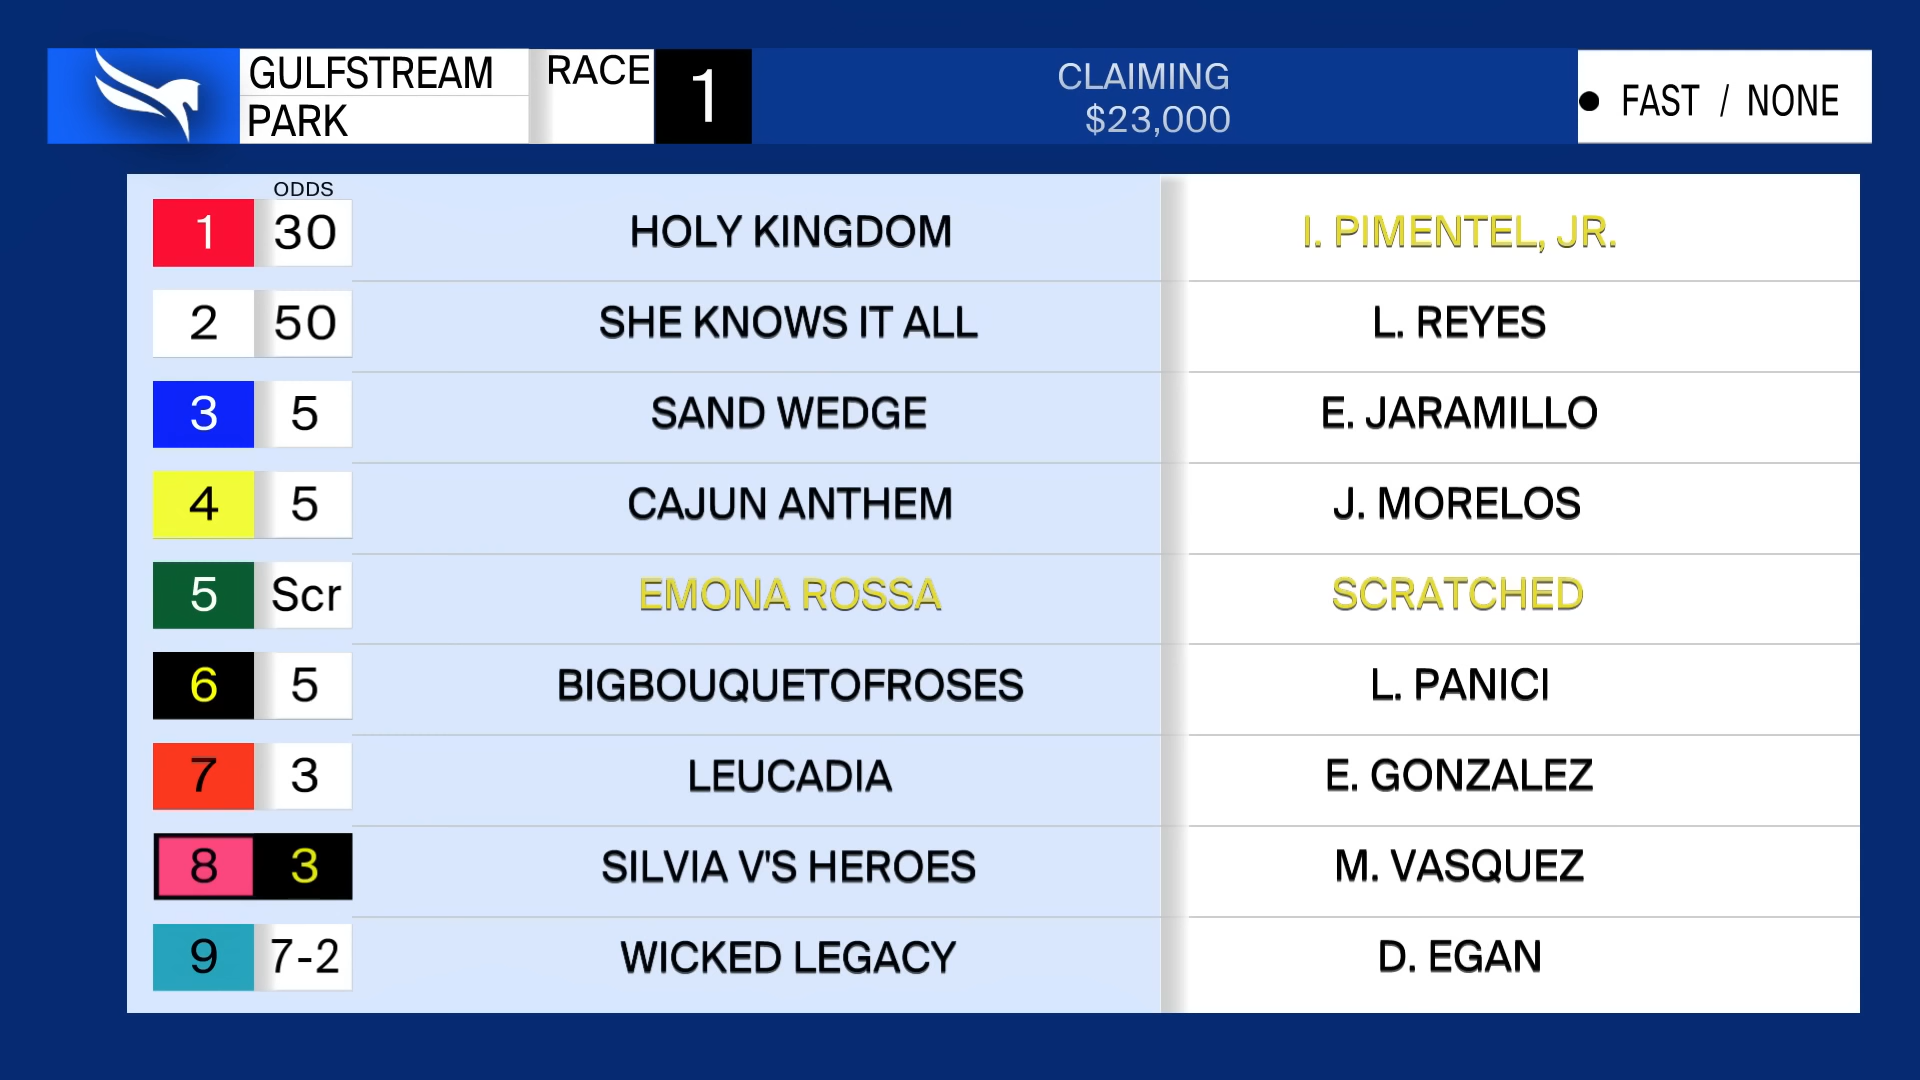 GULFSTREAM PARK RACE 1 CLAIMING $23,000 • FAST / NONE
ODDS
1 30 HOLY KINGDOM I. PIMENTEL, JR.
2 50 SHE KNOWS IT ALL L. REYES
3 5 SAND WEDGE E. JARAMILLO
4 5 CAJUN ANTHEM J. MORELOS
5 Scr EMONA ROSSA SCRATCHED
6 5 BIGBOUQUETOFROSES L. PANICI
7 3 LEUCADIA E. GONZALEZ
8 3 SILVIA V'S HEROES M. VASQUEZ
9 7-2 WICKED LEGACY D. EGAN